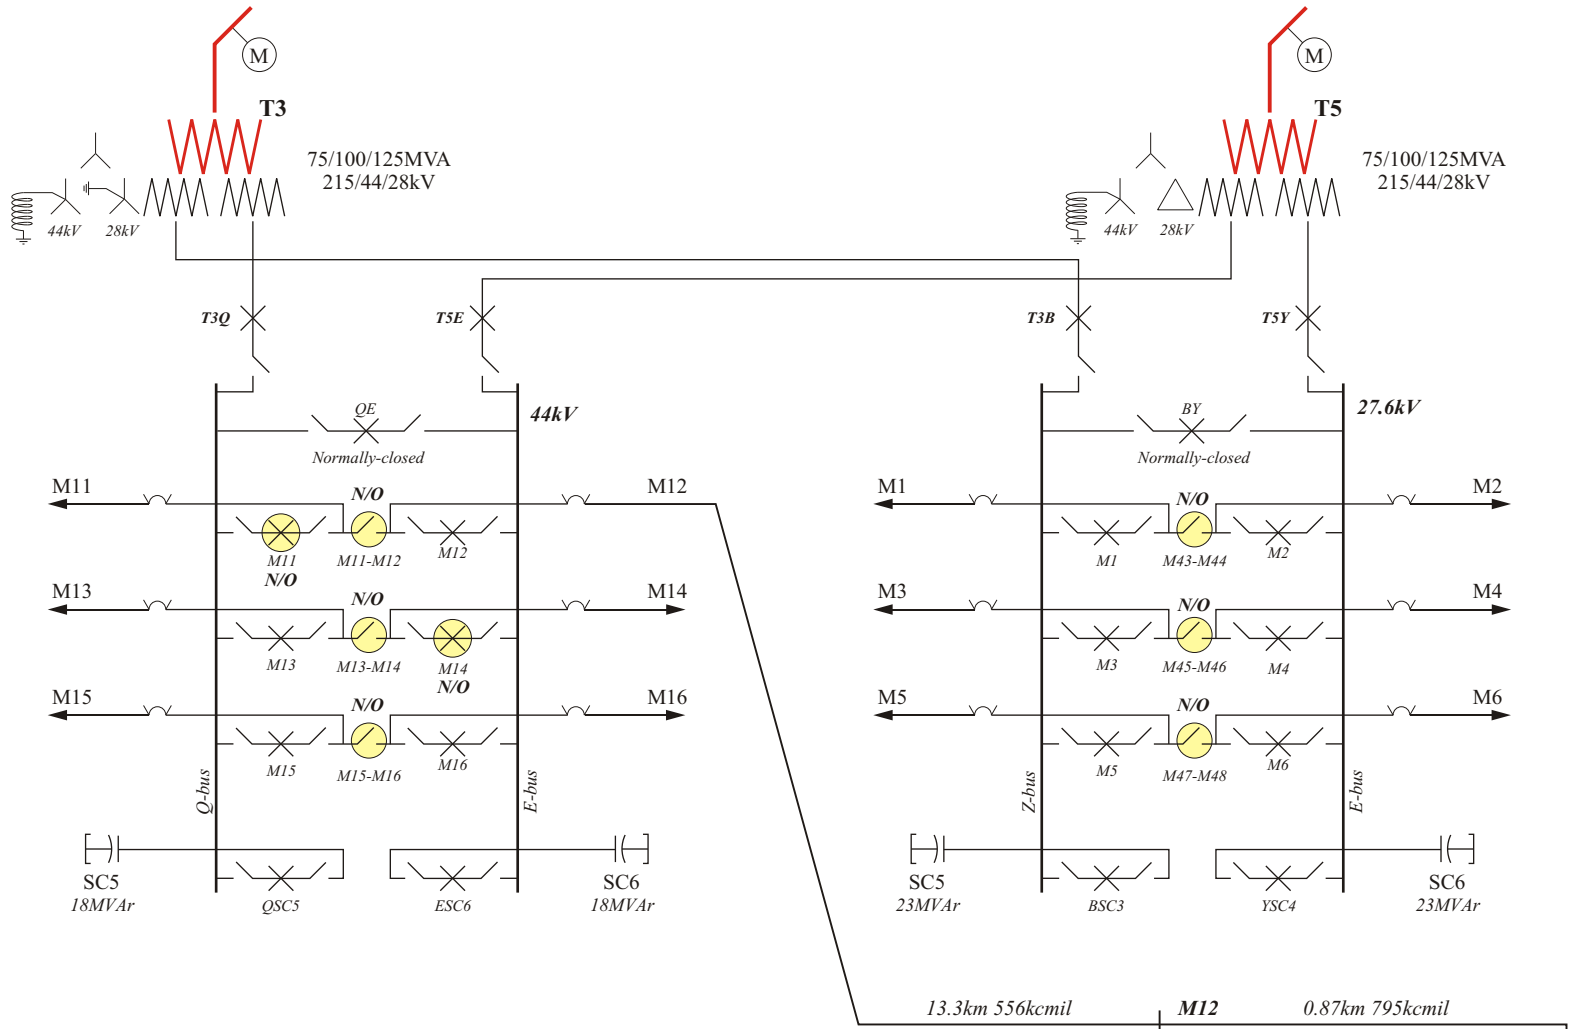 M
M
T3
T5
75/100/125MVA
215/44/28kV
75/100/125MVA
215/44/28kV
44kV
28kV
44kV
28kV
T3Q
T5E
T3B
T5Y
QE
44kV
BY
27.6kV
Normally-closed
Normally-closed
M11
N/O
M12
M1
N/O
M2
M11
M11-M12
M12
M1
M43-M44
M2
N/O
M13
N/O
M14
M3
N/O
M4
M13
M13-M14
M14
M3
M45-M46
M4
N/O
M15
N/O
M16
M5
N/O
M6
M15
M15-M16
M16
M5
M47-M48
M6
Q-bus
E-bus
Z-bus
E-bus
SC5
SC6
SC5
SC6
18MVAr
QSC5
ESC6
18MVAr
23MVAr
BSC3
YSC4
23MVAr
13.3km 556kcmil
M12
0.87km 795kcmil